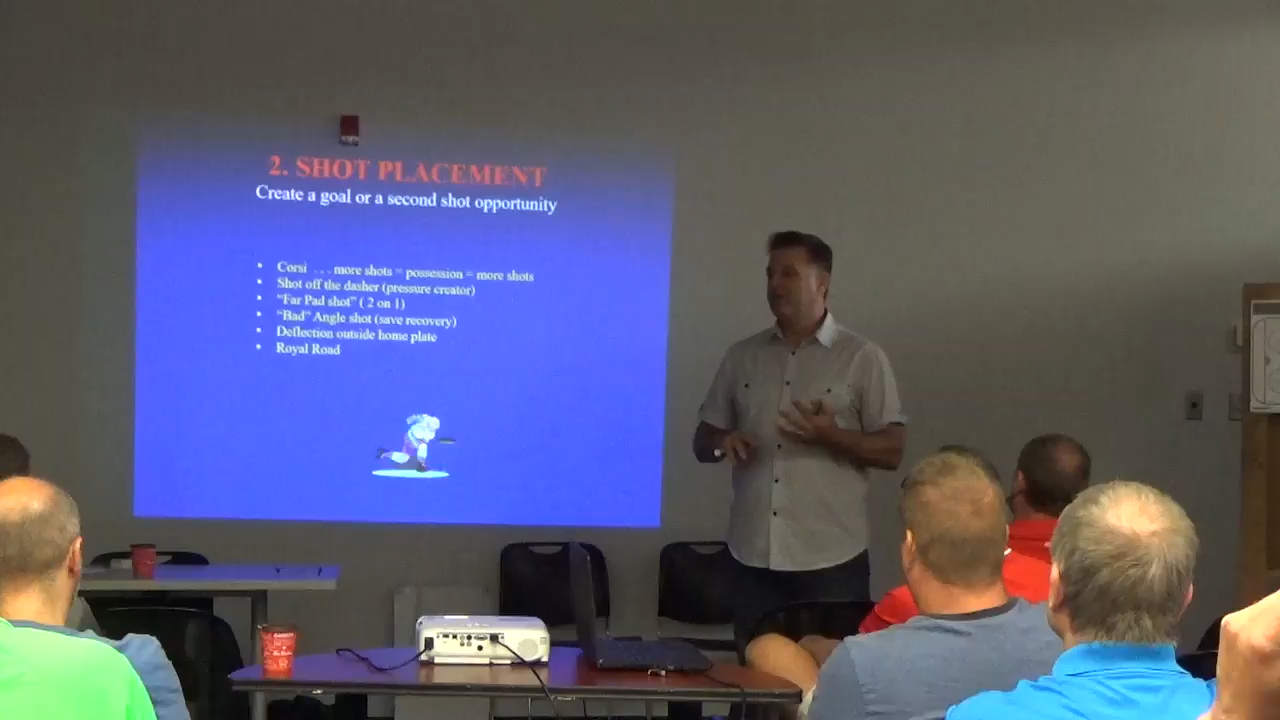 2. SHOT PLACEMENT
Create a goal or a second shot opportunity
• Corsi . . . more shots = possession = more shots
• Shot off the dasher (pressure creator)
• “Far Pad shot” ( 2 on 1)
• “Bad” Angle shot (save recovery)
• Deflection outside home plate
• Royal Road